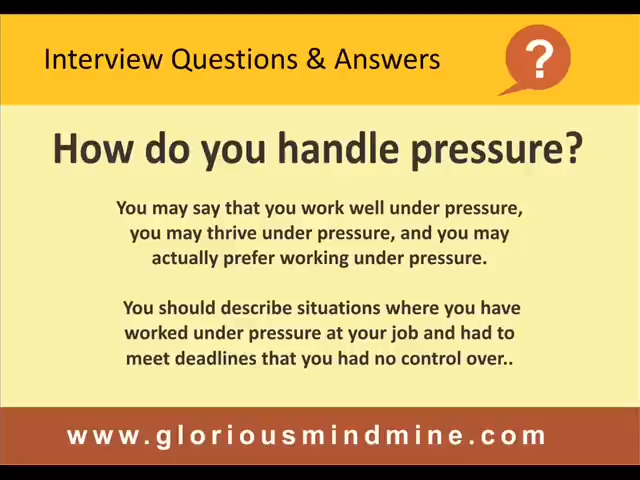 Interview Questions & Answers
?
How do you handle pressure?
You may say that you work well under pressure,
you may thrive under pressure, and you may
actually prefer working under pressure.
You should describe situations where you have
worked under pressure at your job and had to
meet deadlines that you had no control over..
www.gloriousmindmine.com